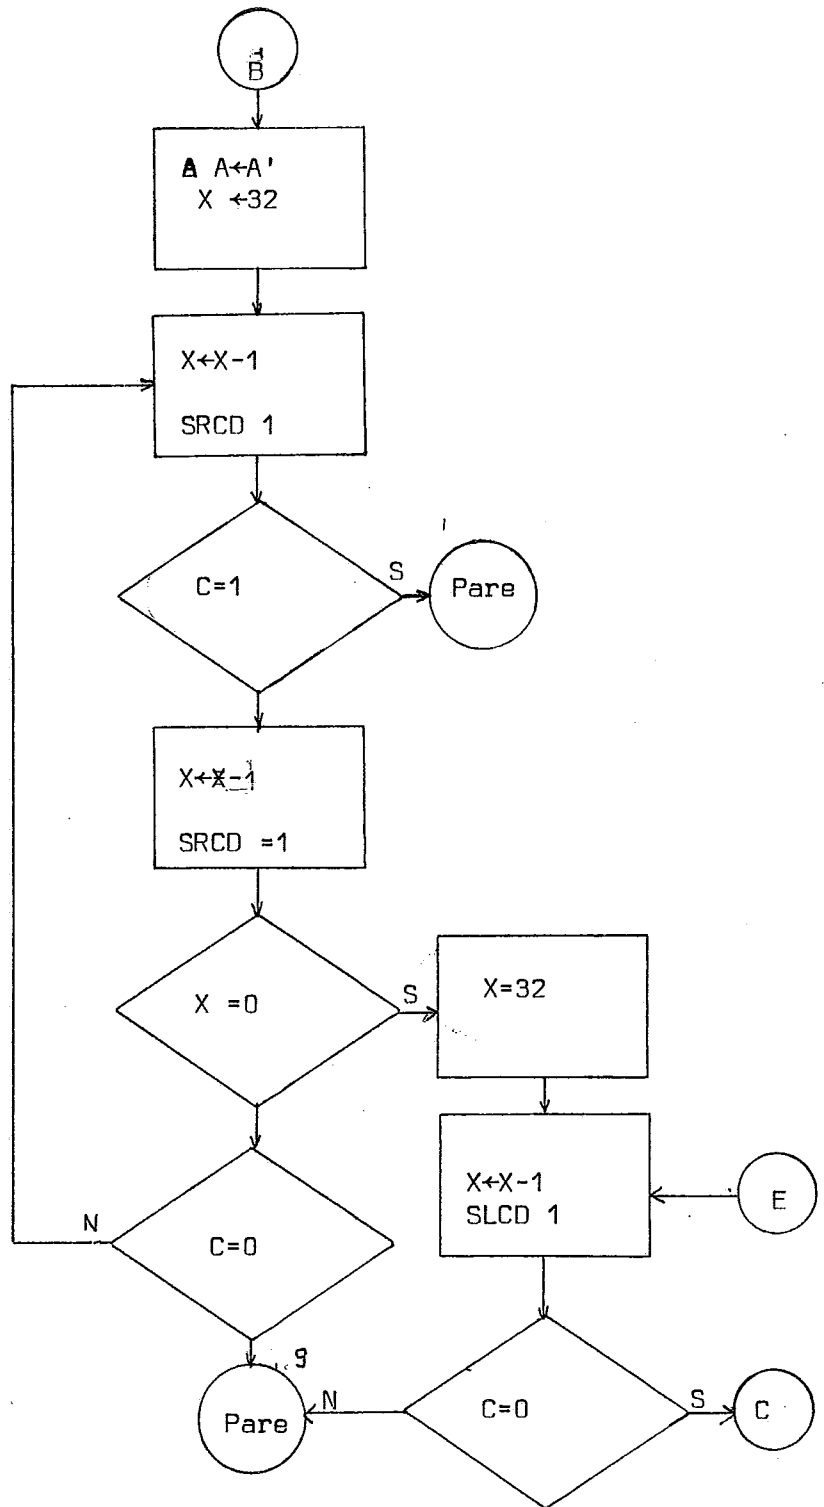 B
A A←A'
X ←32
X←X-1
SRCD 1
C=1
S
Pare
X←X-1
SRCD =1
X =0
S
X=32
X←X-1
SLCD 1
E
N
C=0
S
Pare
N
C=0
S
C